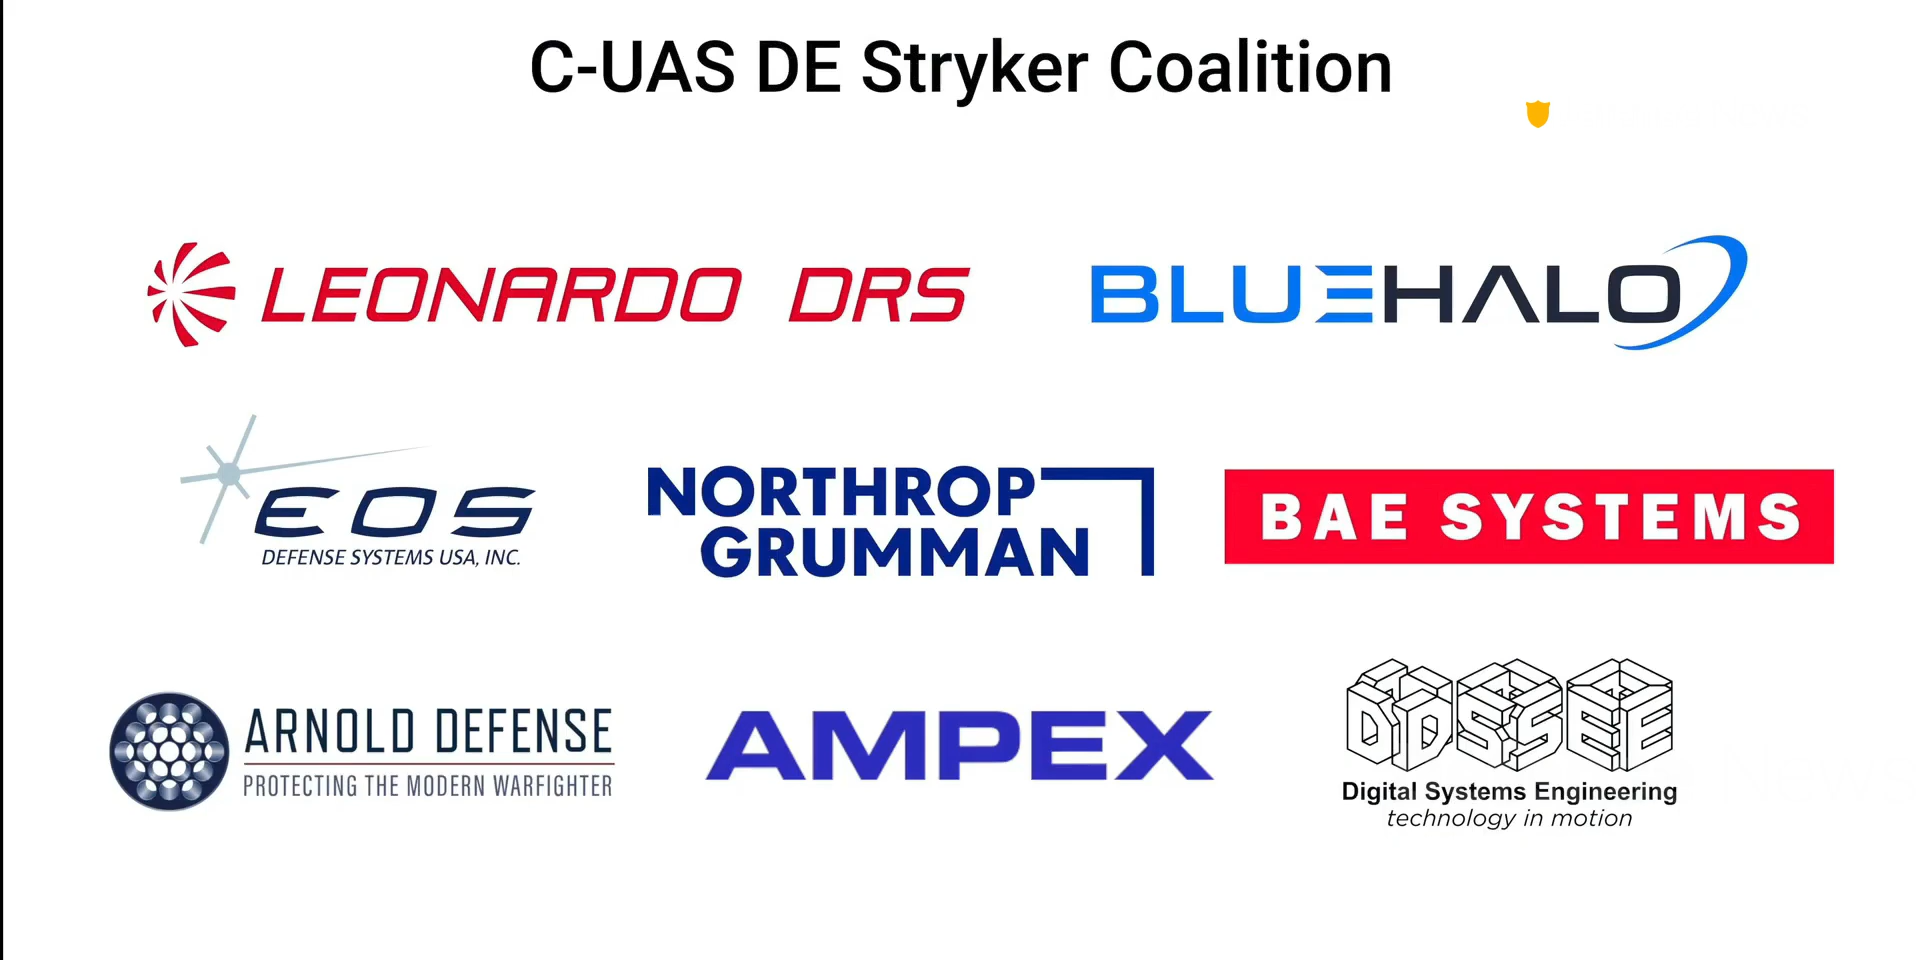 C-UAS DE Stryker Coalition
LEONARDO DRS
BLUEHALO
EOS
DEFENSE SYSTEMS USA, INC.
NORTHROP
GRUMMAN
BAE SYSTEMS
ARNOLD DEFENSE
PROTECTING THE MODERN WARFIGHTER
AMPEX
DSE
Digital Systems Engineering
technology in motion